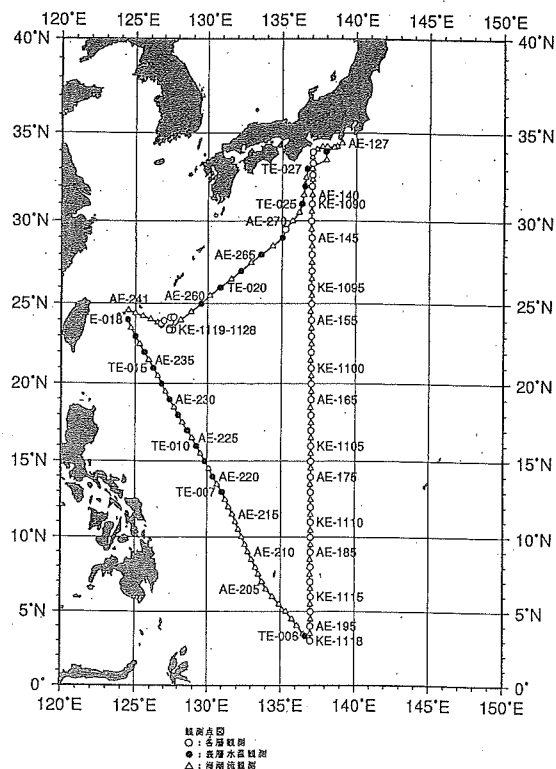 120°E 125°E 130°E 135°E 140°E 145°E 150°E
40°N 40°N
35°N AE-127 35°N
TE-027
AE-140
TE-025 KE-1090
30°N AE-270 30°N
AE-145
AE-265
AE-260 TE-020 KE-1095
25°N AE-241 25°N
E-018 KE-1119-1128 AE-155
TE-015 AE-235 KE-1100
20°N AE-230 AE-165 20°N
TE-010 AE-225 KE-1105
15°N AE-220 AE-175 15°N
TE-007
AE-215 KE-1110
10°N AE-210 AE-185 10°N
AE-205 KE-1115
5°N AE-195 5°N
TE-006 KE-1118
0° 0°
120°E 125°E 130°E 135°E 140°E 145°E 150°E
観測点図
○ : 各層観測
● : 表層水温観測
△ : 海潮流観測